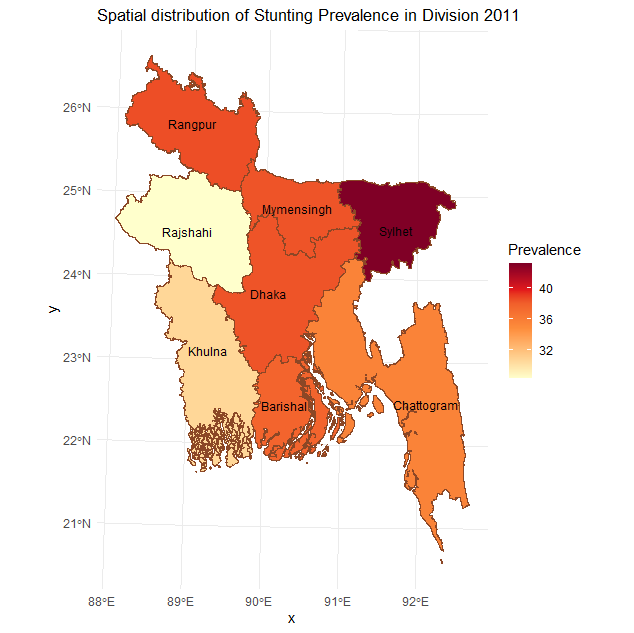 Spatial distribution of Stunting Prevalence in Division 2011
26°N
25°N
24°N
23°N
22°N
21°N
y
Rangpur
Mymensingh
Sylhet
Rajshahi
Dhaka
Khulna
Barishal
Chattogram
Prevalence
40
36
32
88°E
89°E
90°E
91°E
92°E
x